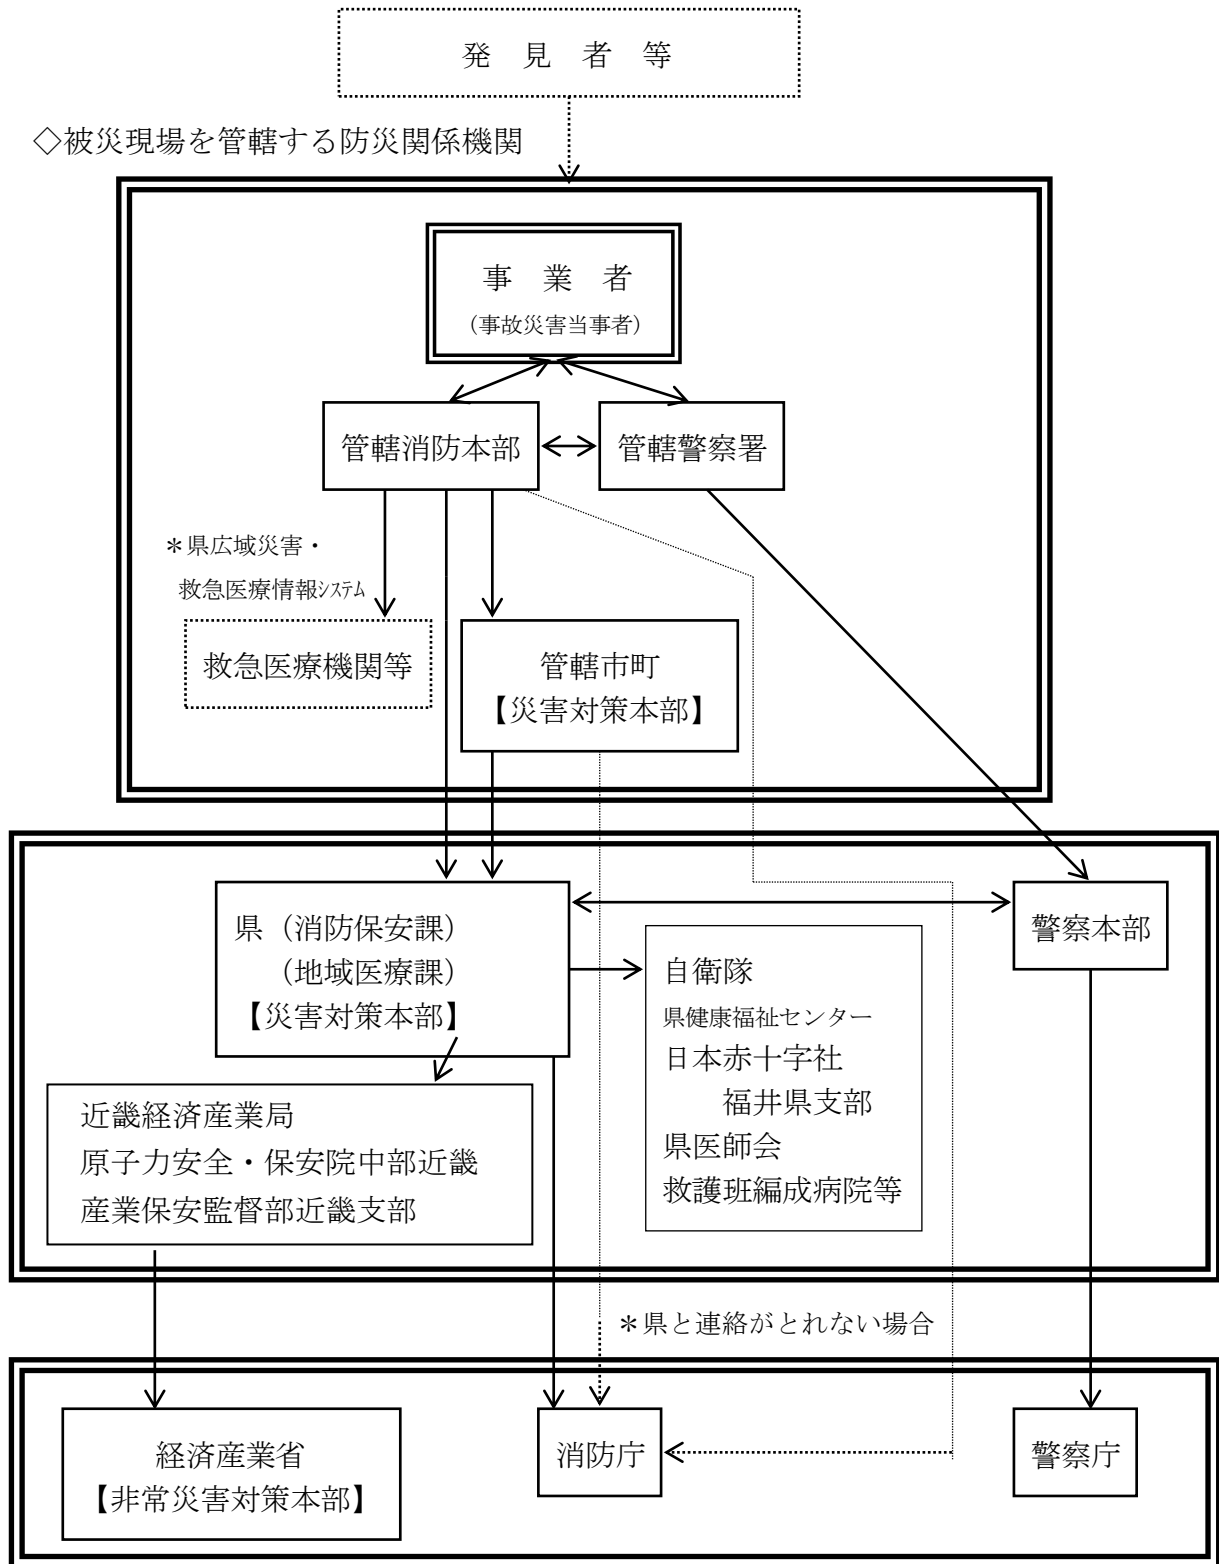 発　見　者　等
◇被災現場を管轄する防災関係機関
事　業　者
（事故災害当事者）
管轄消防本部
管轄警察署
＊県広域災害・
救急医療情報ｼｽﾃﾑ
救急医療機関等
管轄市町
【災害対策本部】
県（消防保安課）
（地域医療課）
【災害対策本部】
警察本部
自衛隊
県健康福祉センター
日本赤十字社
福井県支部
県医師会
救護班編成病院等
近畿経済産業局
原子力安全・保安院中部近畿
産業保安監督部近畿支部
＊県と連絡がとれない場合
経済産業省
【非常災害対策本部】
消防庁
警察庁